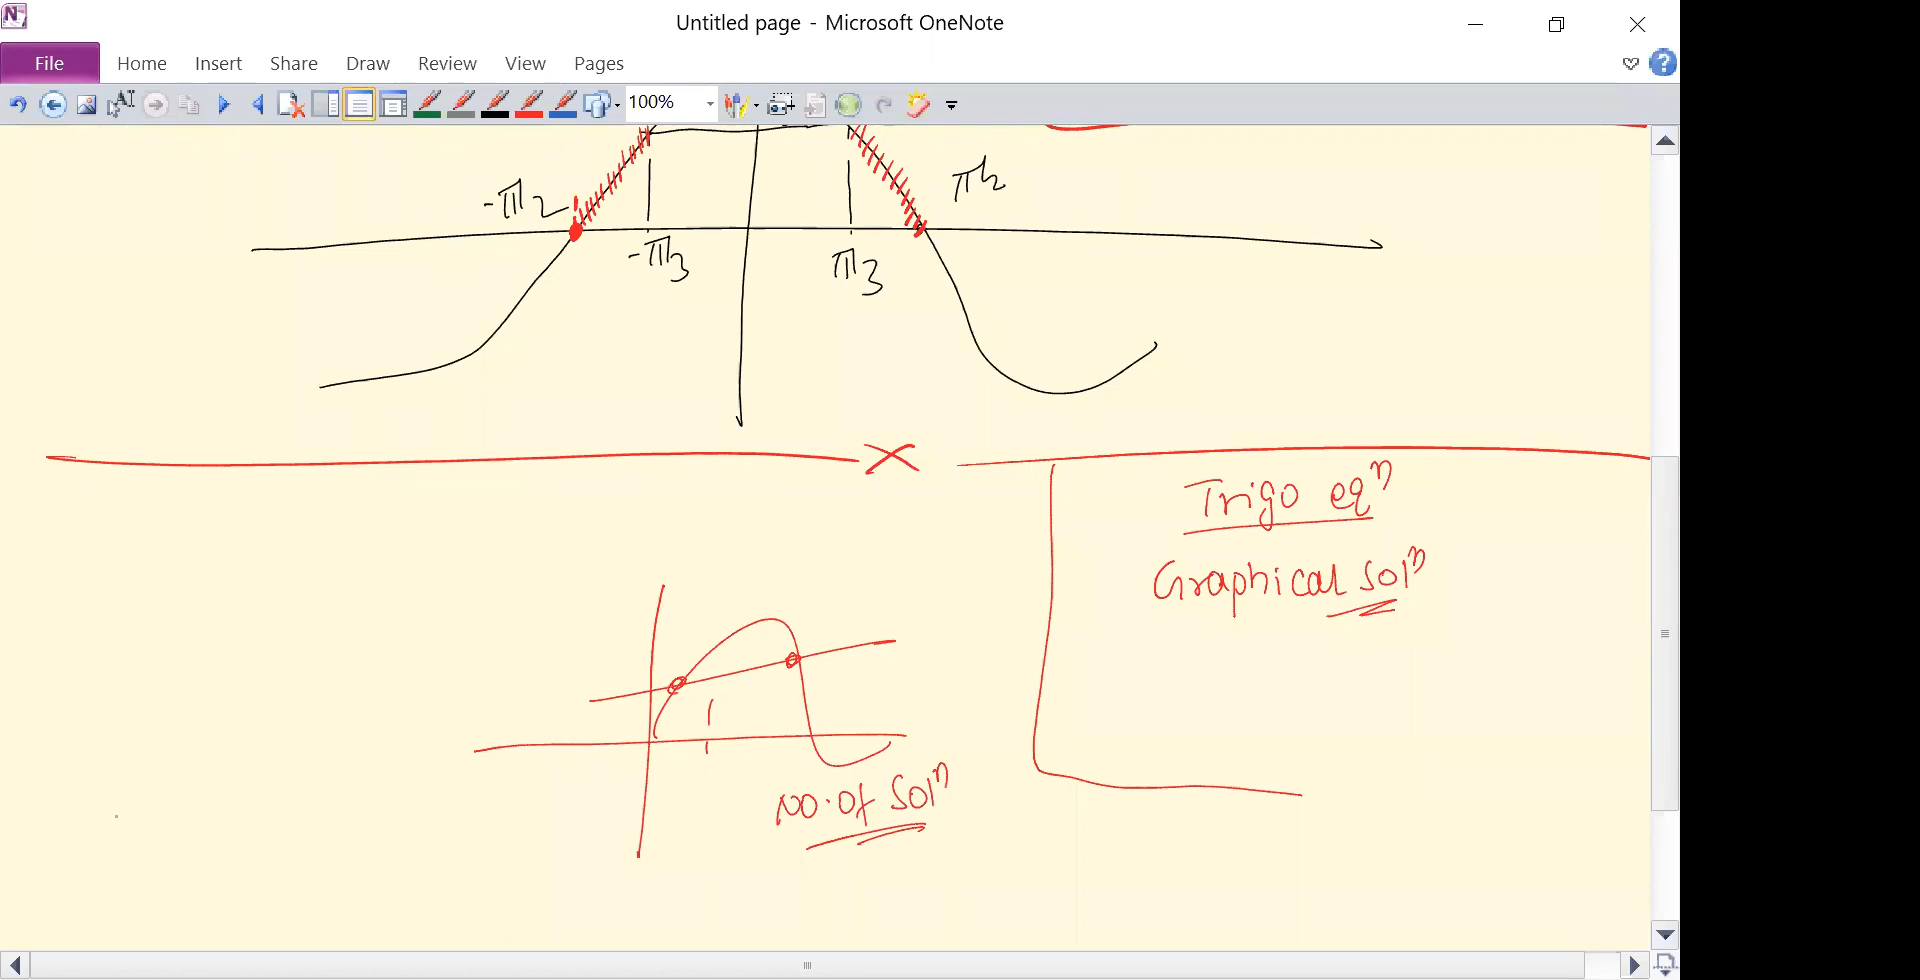 Untitled page - Microsoft OneNote
File Home Insert Share Draw Review View Pages
100%
-π/2
π/2
-π/3
π/3
Trigo eqⁿ
Graphical solⁿ
No. of Solⁿ